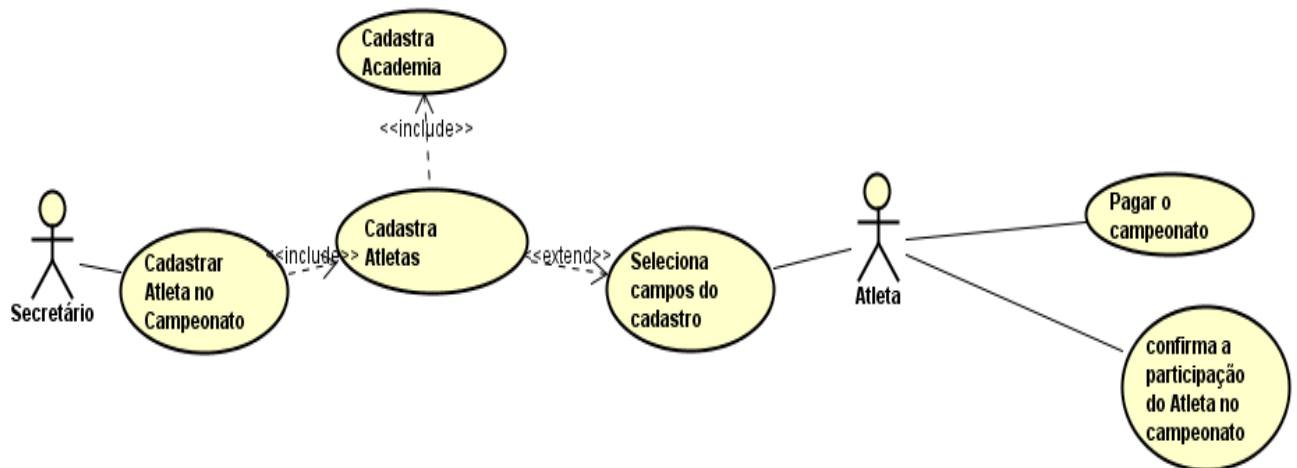 Cadastra
Academia
<<include>>
Secretário
Cadastrar
Atleta no
Campeonato
<<include>>
Cadastra
Atletas
<<extend>>
Seleciona
campos do
cadastro
Atleta
Pagar o
campeonato
confirma a
participação
do Atleta no
campeonato